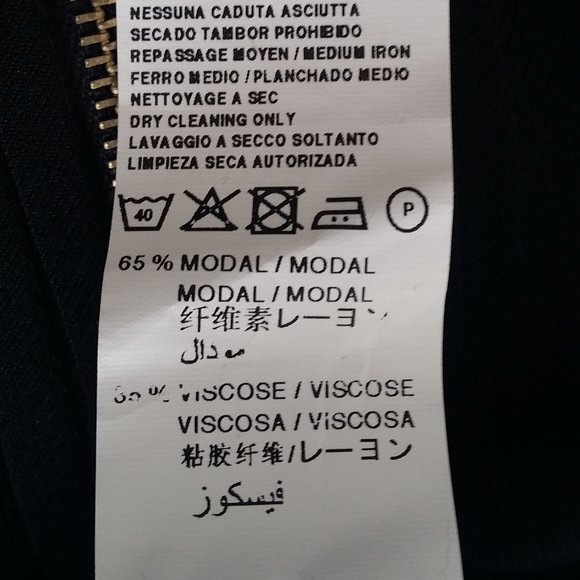 NESSUNA CADUTA ASCIUTTA
SECADO TAMBOR PROHIBIDO
REPASSAGE MOYEN / MEDIUM IRON
FERRO MEDIO / PLANCHADO MEDIO
NETTOYAGE A SEC
DRY CLEANING ONLY
LAVAGGIO A SECCO SOLTANTO
LIMPIEZA SECA AUTORIZADA
40 P
65 % MODAL / MODAL
MODAL / MODAL
纤维素レーヨン
مودال
35 % VISCOSE / VISCOSE
VISCOSA / VISCOSA
粘胶纤维/レーヨン
فيسكوز